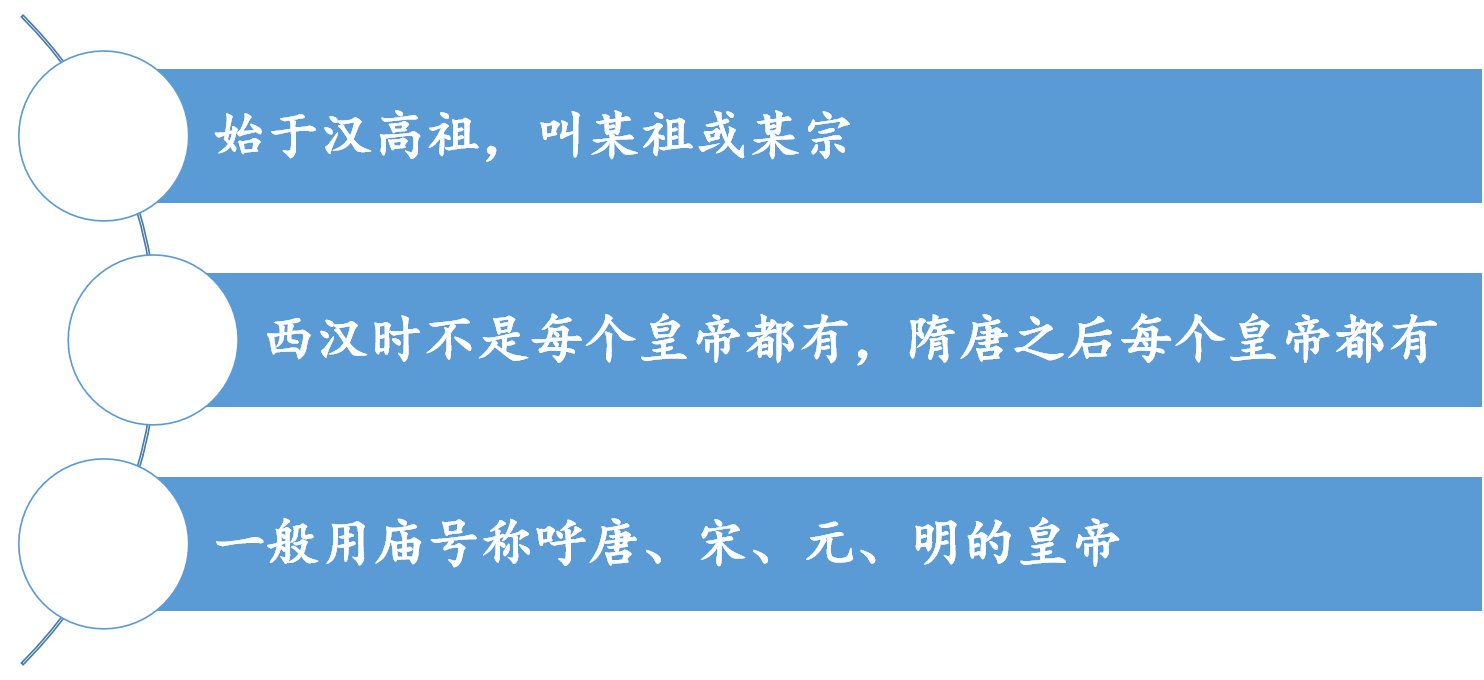 始于汉高祖，叫某祖或某宗
西汉时不是每个皇帝都有，隋唐之后每个皇帝都有
一般用庙号称呼唐、宋、元、明的皇帝